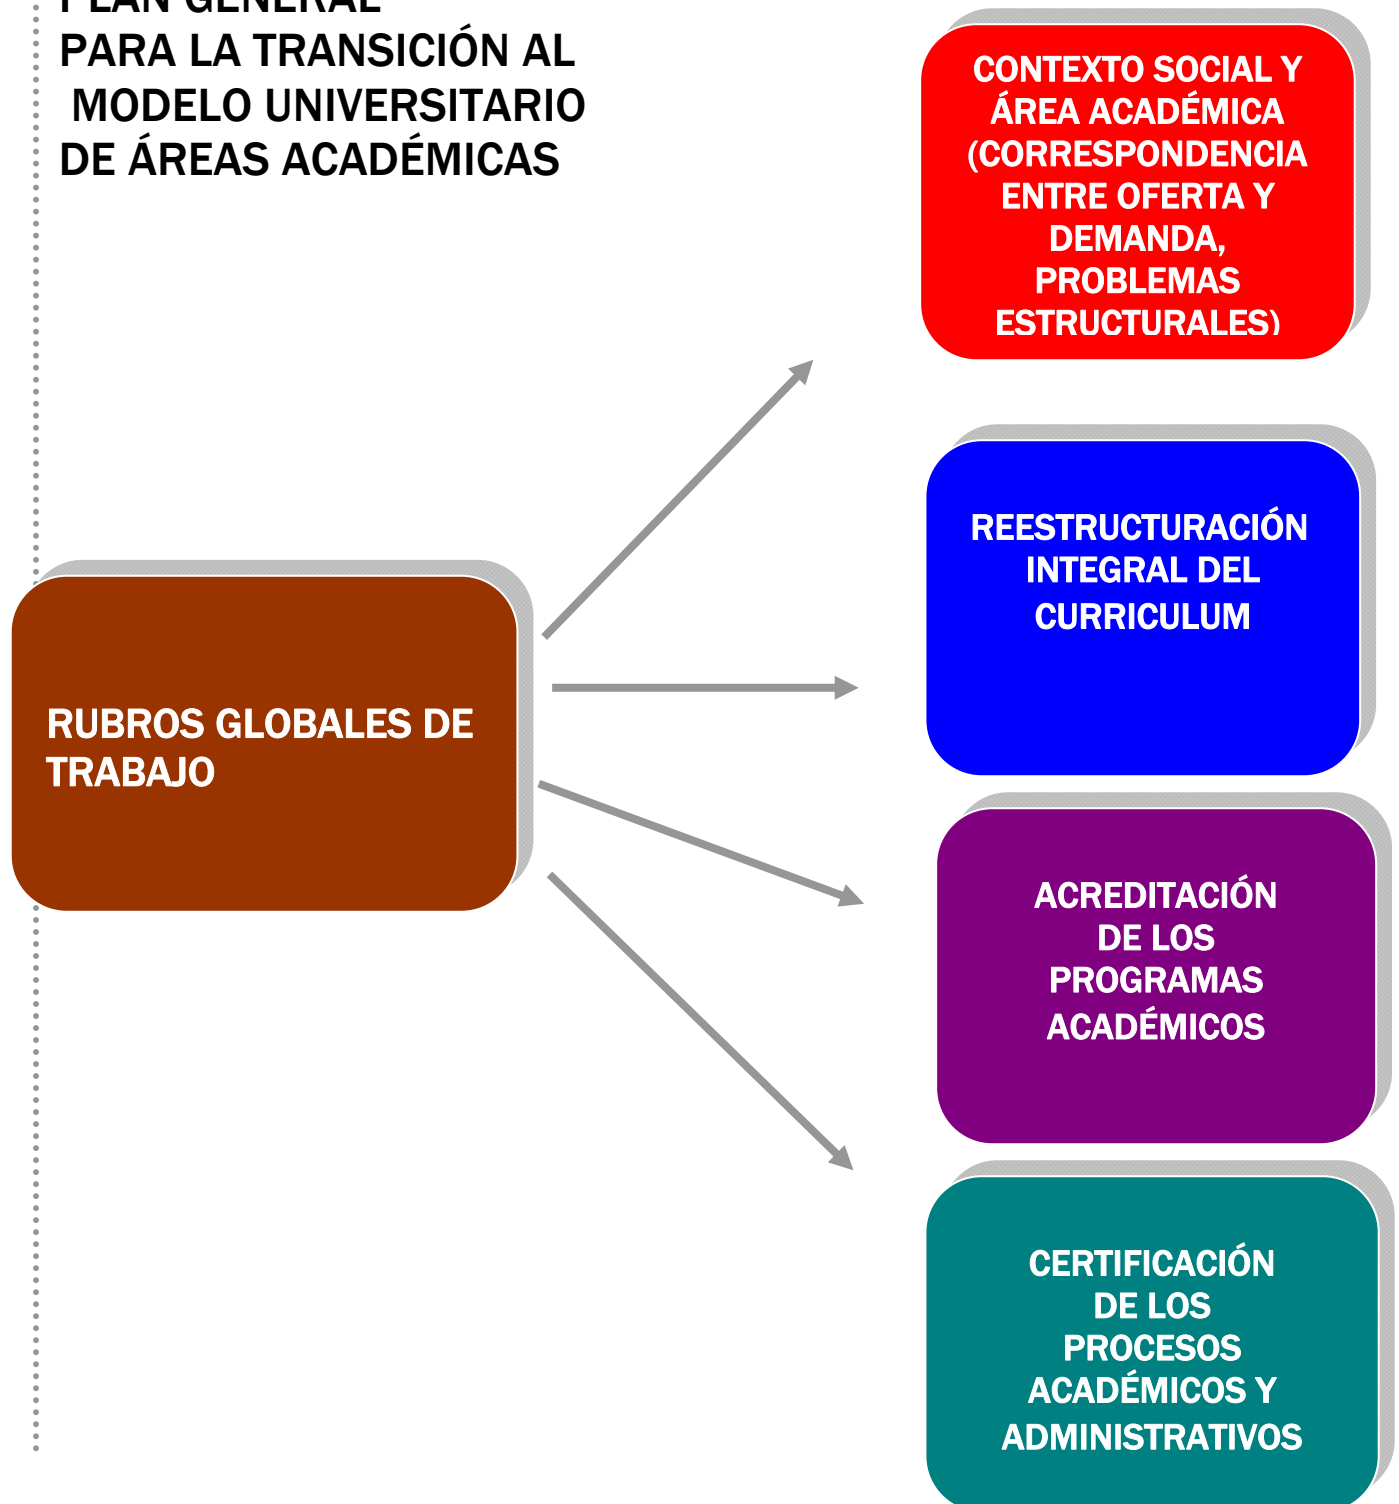 PLAN GENERAL
PARA LA TRANSICIÓN AL
MODELO UNIVERSITARIO
DE ÁREAS ACADÉMICAS
CONTEXTO SOCIAL Y
ÁREA ACADÉMICA
(CORRESPONDENCIA
ENTRE OFERTA Y
DEMANDA,
PROBLEMAS
ESTRUCTURALES)
REESTRUCTURACIÓN
INTEGRAL DEL
CURRICULUM
RUBROS GLOBALES DE
TRABAJO
ACREDITACIÓN
DE LOS
PROGRAMAS
ACADÉMICOS
CERTIFICACIÓN
DE LOS
PROCESOS
ACADÉMICOS Y
ADMINISTRATIVOS